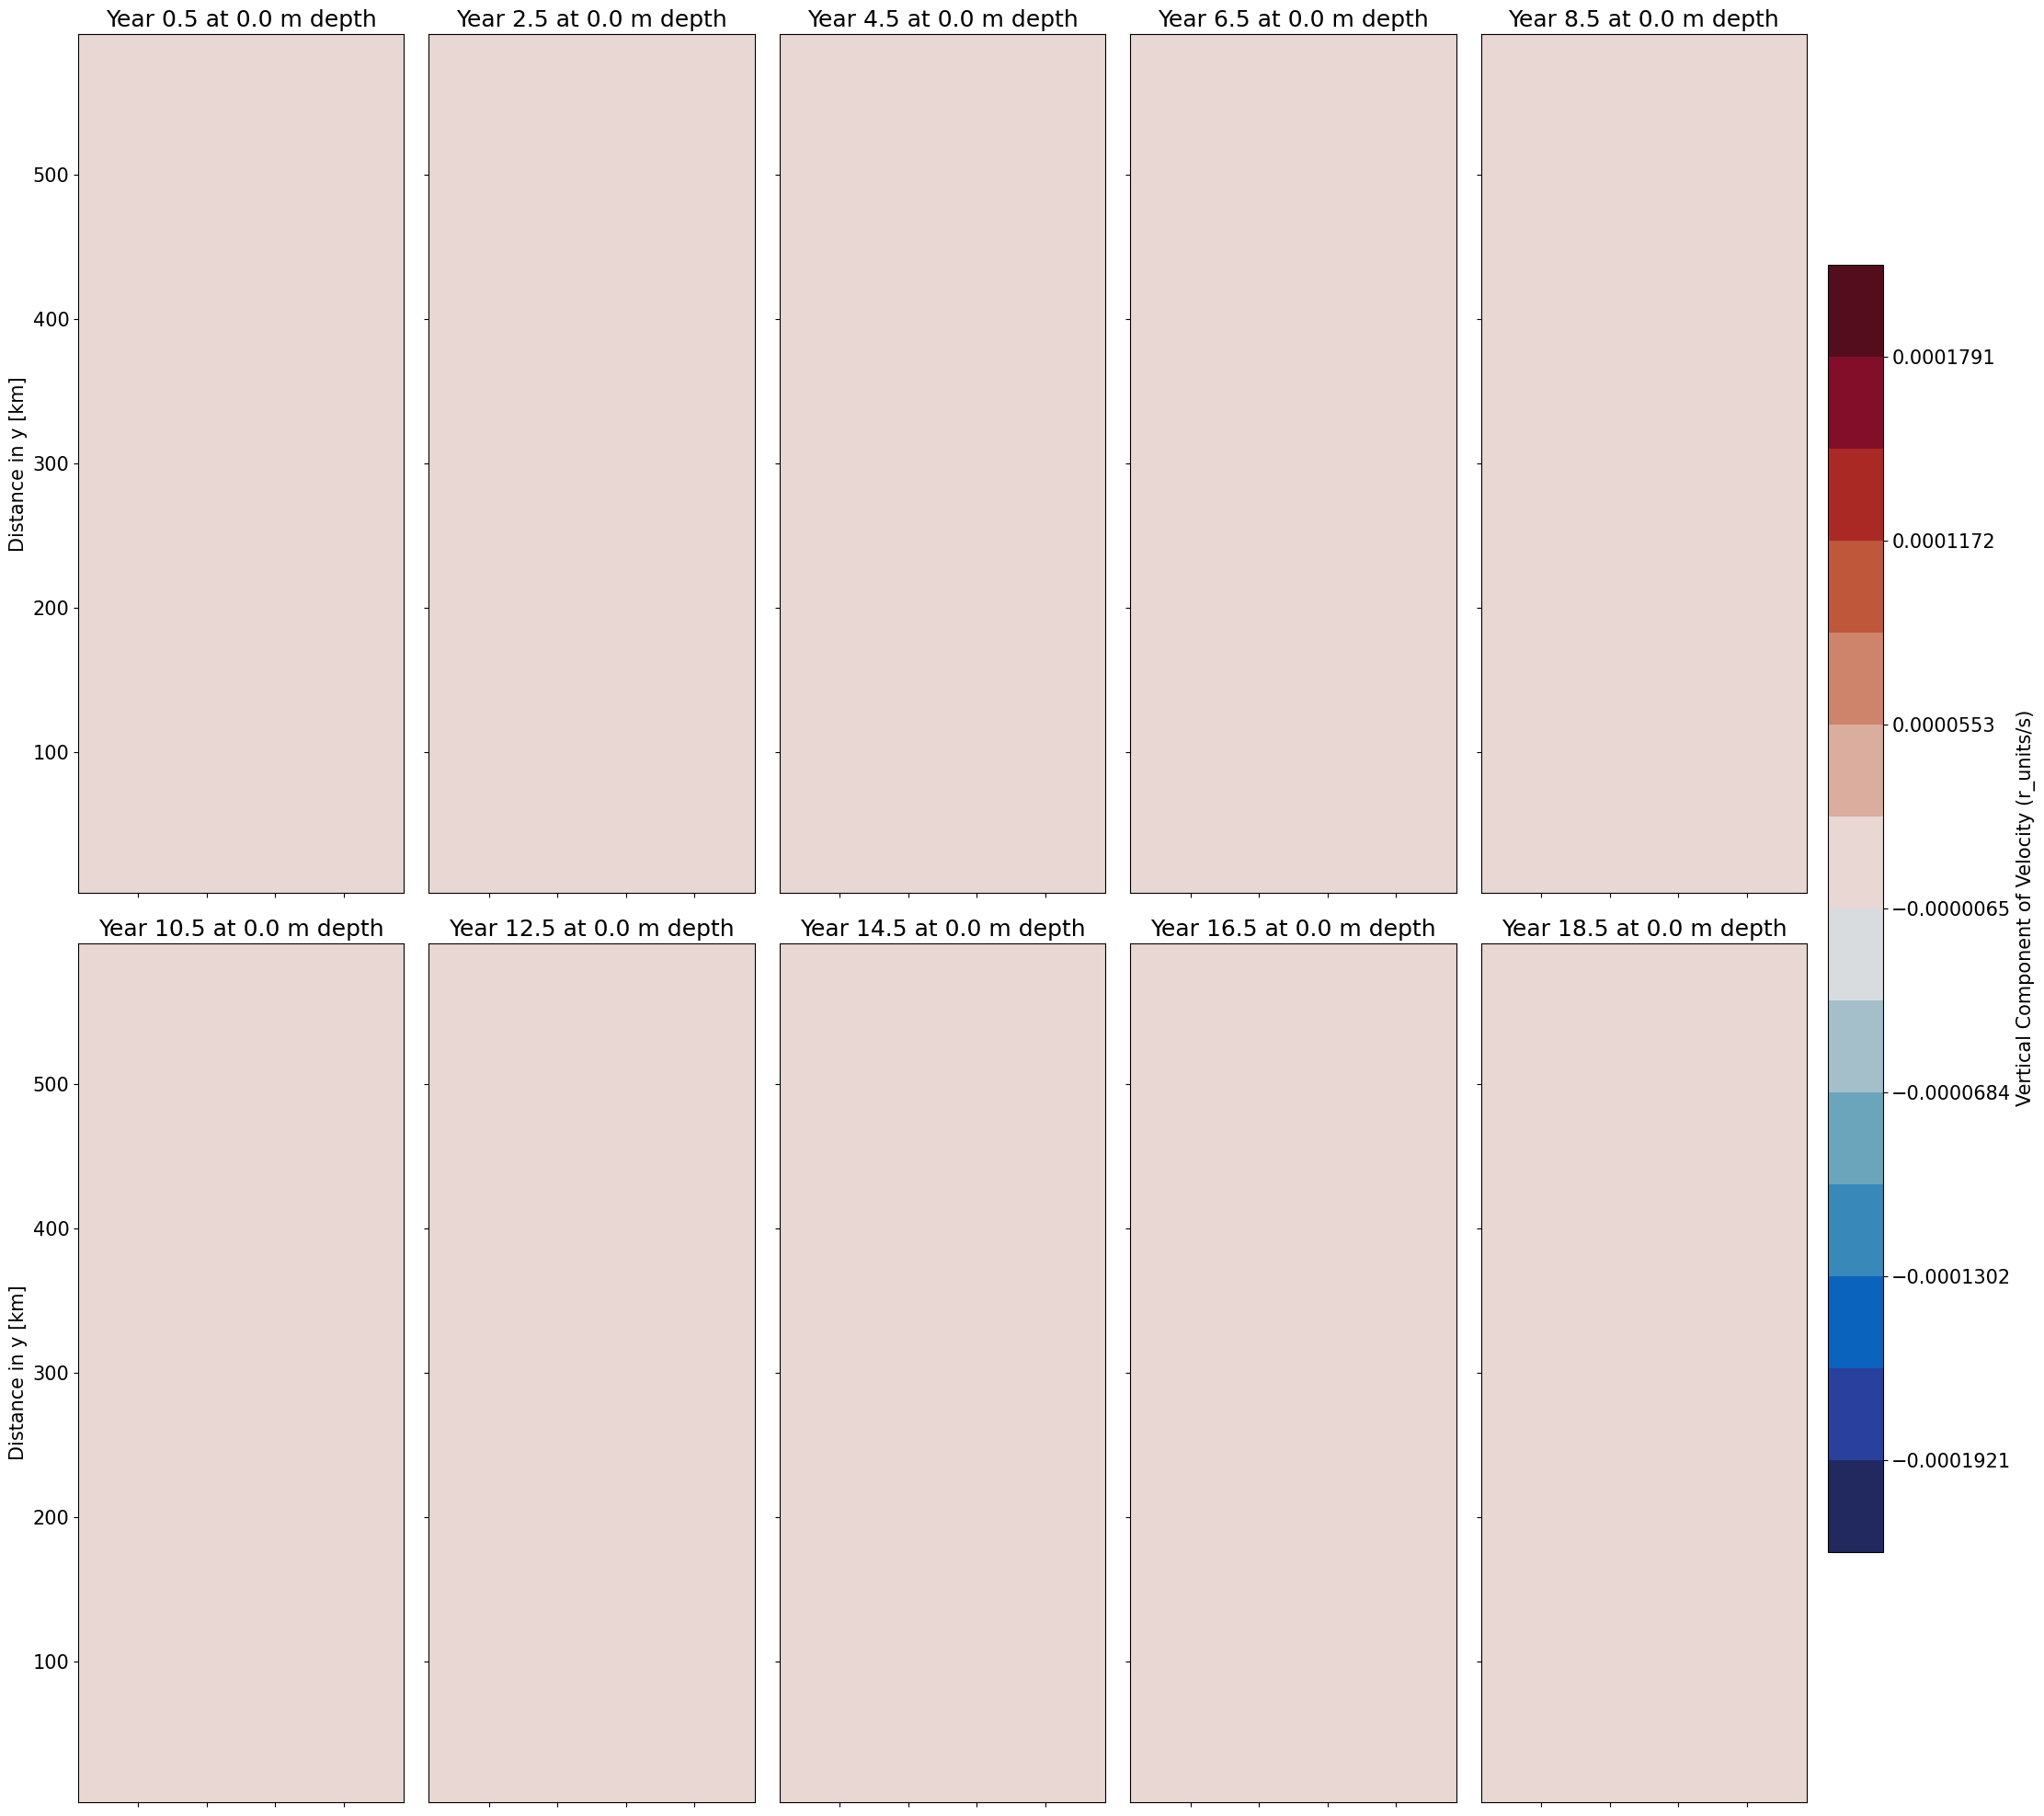 Year 0.5 at 0.0 m depth
Year 2.5 at 0.0 m depth
Year 4.5 at 0.0 m depth
Year 6.5 at 0.0 m depth
Year 8.5 at 0.0 m depth
500
400
300
200
100
Distance in y [km]
Year 10.5 at 0.0 m depth
Year 12.5 at 0.0 m depth
Year 14.5 at 0.0 m depth
Year 16.5 at 0.0 m depth
Year 18.5 at 0.0 m depth
500
400
300
200
100
Distance in y [km]
0.0001791
0.0001172
0.0000553
−0.0000065
−0.0000684
−0.0001302
−0.0001921
Vertical Component of Velocity (r_units/s)